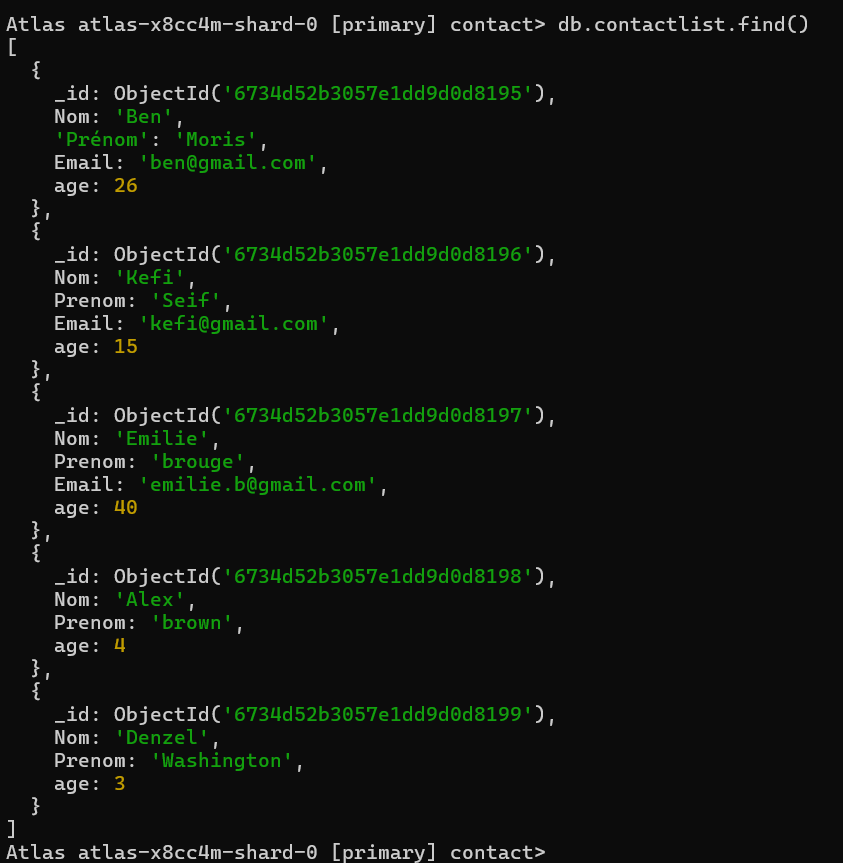 Atlas atlas-x8cc4m-shard-0 [primary] contact> db.contactlist.find()
[
  {
    _id: ObjectId('6734d52b3057e1dd9d0d8195'),
    Nom: 'Ben',
    'Prénom': 'Moris',
    Email: 'ben@gmail.com',
    age: 26
  },
  {
    _id: ObjectId('6734d52b3057e1dd9d0d8196'),
    Nom: 'Kefi',
    Prenom: 'Seif',
    Email: 'kefi@gmail.com',
    age: 15
  },
  {
    _id: ObjectId('6734d52b3057e1dd9d0d8197'),
    Nom: 'Emilie',
    Prenom: 'brouge',
    Email: 'emilie.b@gmail.com',
    age: 40
  },
  {
    _id: ObjectId('6734d52b3057e1dd9d0d8198'),
    Nom: 'Alex',
    Prenom: 'brown',
    age: 4
  },
  {
    _id: ObjectId('6734d52b3057e1dd9d0d8199'),
    Nom: 'Denzel',
    Prenom: 'Washington',
    age: 3
  }
]
Atlas atlas-x8cc4m-shard-0 [primary] contact>